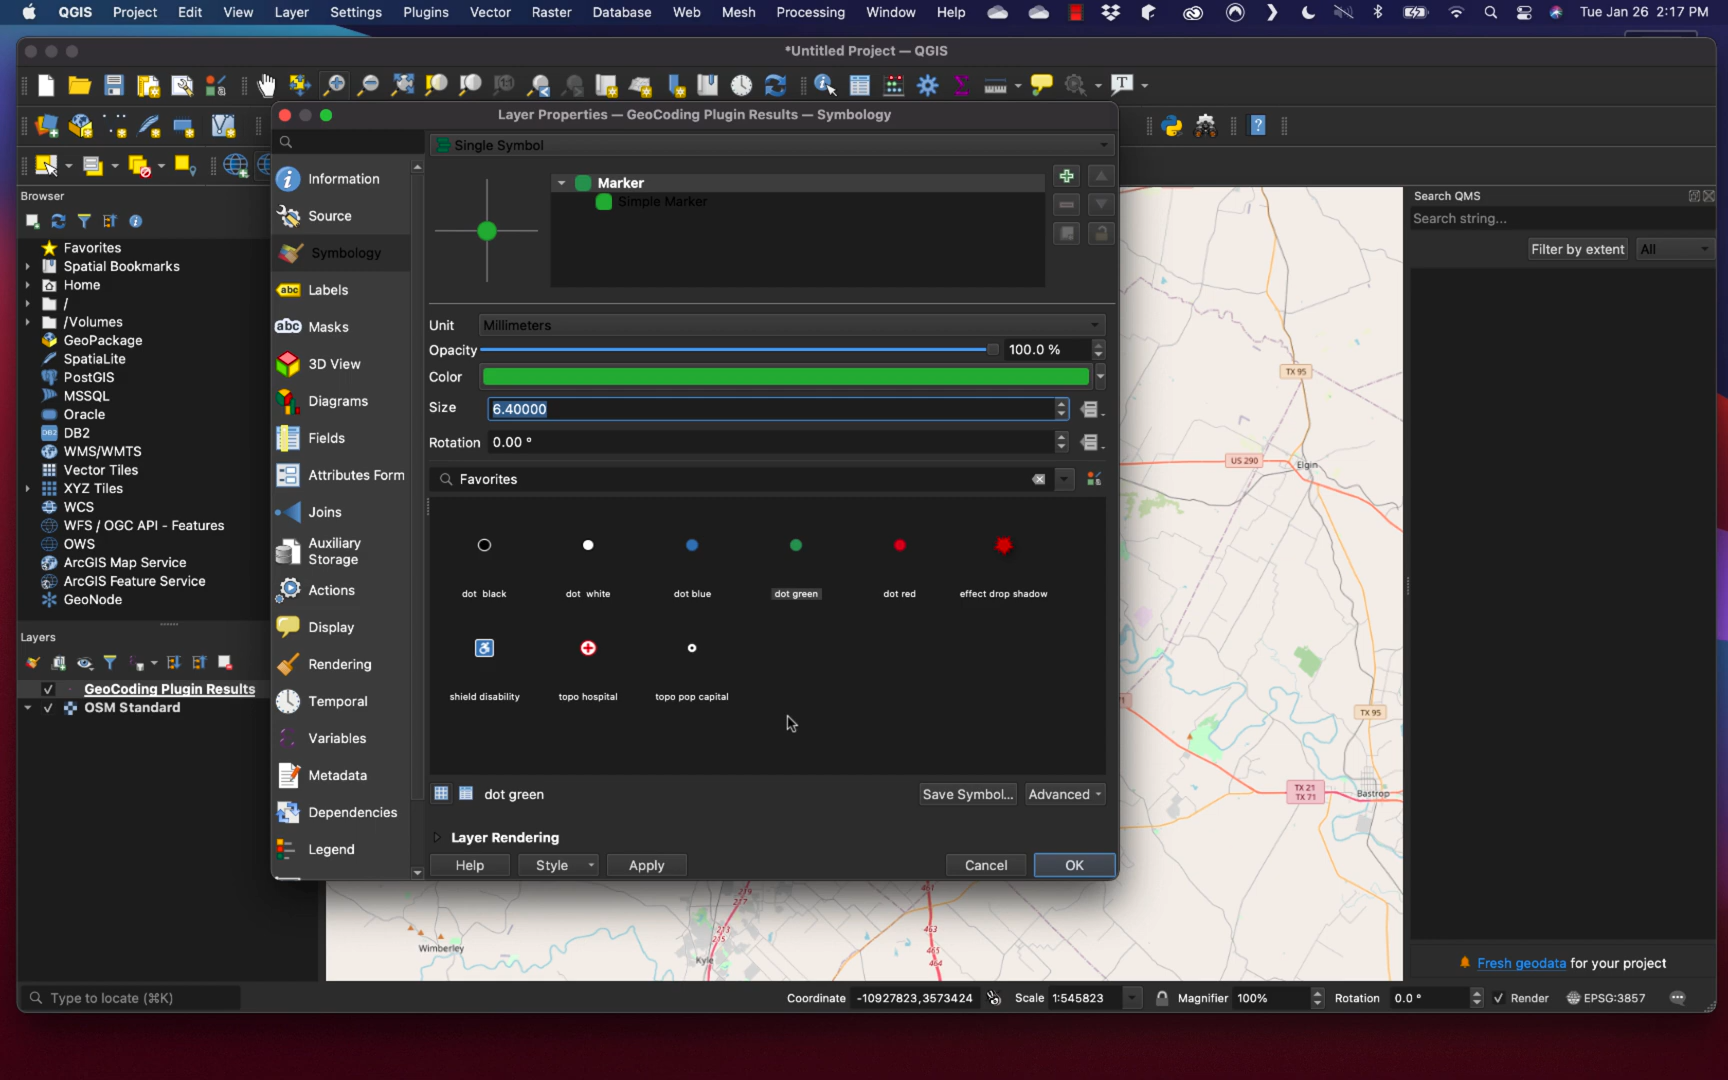 QGIS Project Edit View Layer Settings Plugins Vector Raster Database Web Mesh Processing Window Help Tue Jan 26 2:17 PM
*Untitled Project — QGIS
Layer Properties — GeoCoding Plugin Results — Symbology
Single Symbol
Marker
Simple Marker
Information
Source
Symbology
Labels
Masks
3D View
Diagrams
Fields
Attributes Form
Joins
Auxiliary
Storage
Actions
Display
Rendering
Temporal
Variables
Metadata
Dependencies
Legend
Unit Millimeters
Opacity 100.0 %
Color
Size 6.40000
Rotation 0.00 °
Favorites
dot black dot white dot blue dot green dot red effect drop shadow
shield disability topo hospital topo pop capital
dot green Save Symbol... Advanced
Layer Rendering
Help Style Apply Cancel OK
Browser
Favorites
Spatial Bookmarks
Home
/
/Volumes
GeoPackage
SpatiaLite
PostGIS
MSSQL
Oracle
DB2
WMS/WMTS
Vector Tiles
XYZ Tiles
WCS
WFS / OGC API - Features
OWS
ArcGIS Map Service
ArcGIS Feature Service
GeoNode
Layers
GeoCoding Plugin Results
OSM Standard
Search QMS
Search string...
Filter by extent All
TX 95
US 290
Elgin
TX 95
TX 21
TX 71
Bastrop
Wimberley
Kyle
217
213
215
461
463
465
464
Fresh geodata for your project
Type to locate (⌘K) Coordinate -10927823,3573424 Scale 1:545823 Magnifier 100% Rotation 0.0 ° Render EPSG:3857